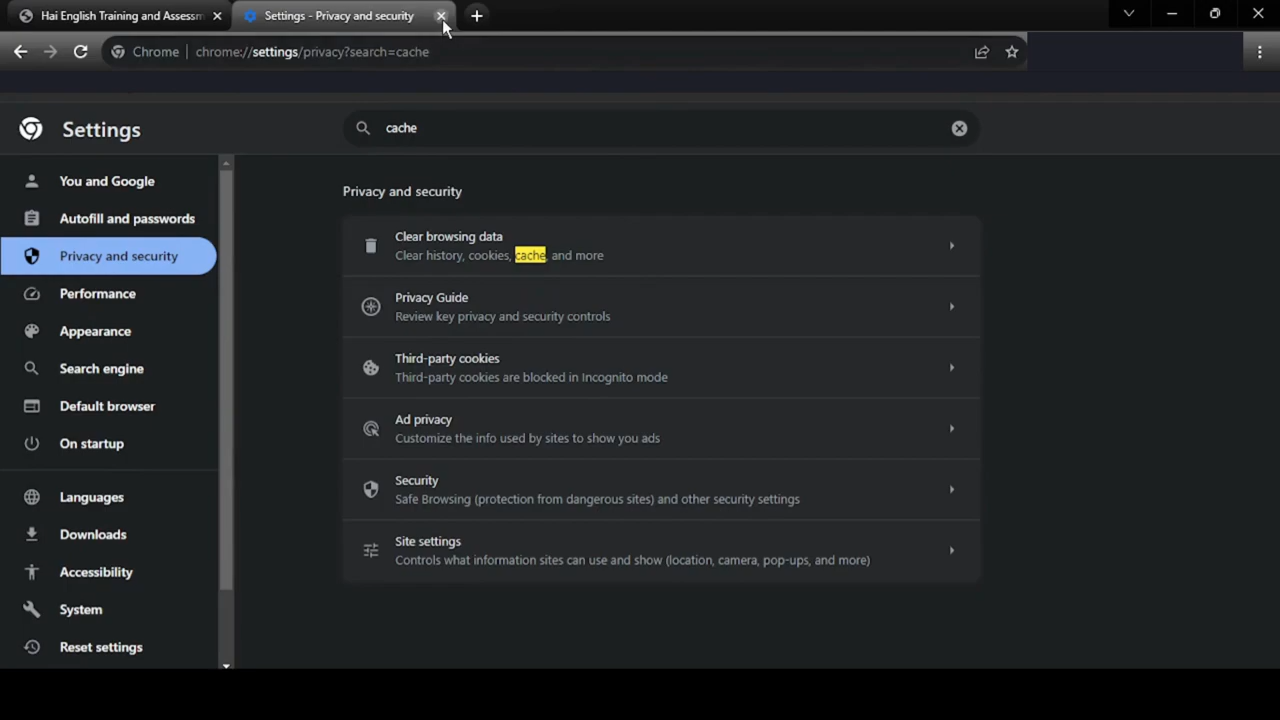 Hai English Training and Assessm
Settings - Privacy and security
Chrome
chrome://settings/privacy?search=cache
Settings
cache
You and Google
Autofill and passwords
Privacy and security
Performance
Appearance
Search engine
Default browser
On startup
Languages
Downloads
Accessibility
System
Reset settings
Privacy and security
Clear browsing data
Clear history, cookies, cache, and more
Privacy Guide
Review key privacy and security controls
Third-party cookies
Third-party cookies are blocked in Incognito mode
Ad privacy
Customize the info used by sites to show you ads
Security
Safe Browsing (protection from dangerous sites) and other security settings
Site settings
Controls what information sites can use and show (location, camera, pop-ups, and more)